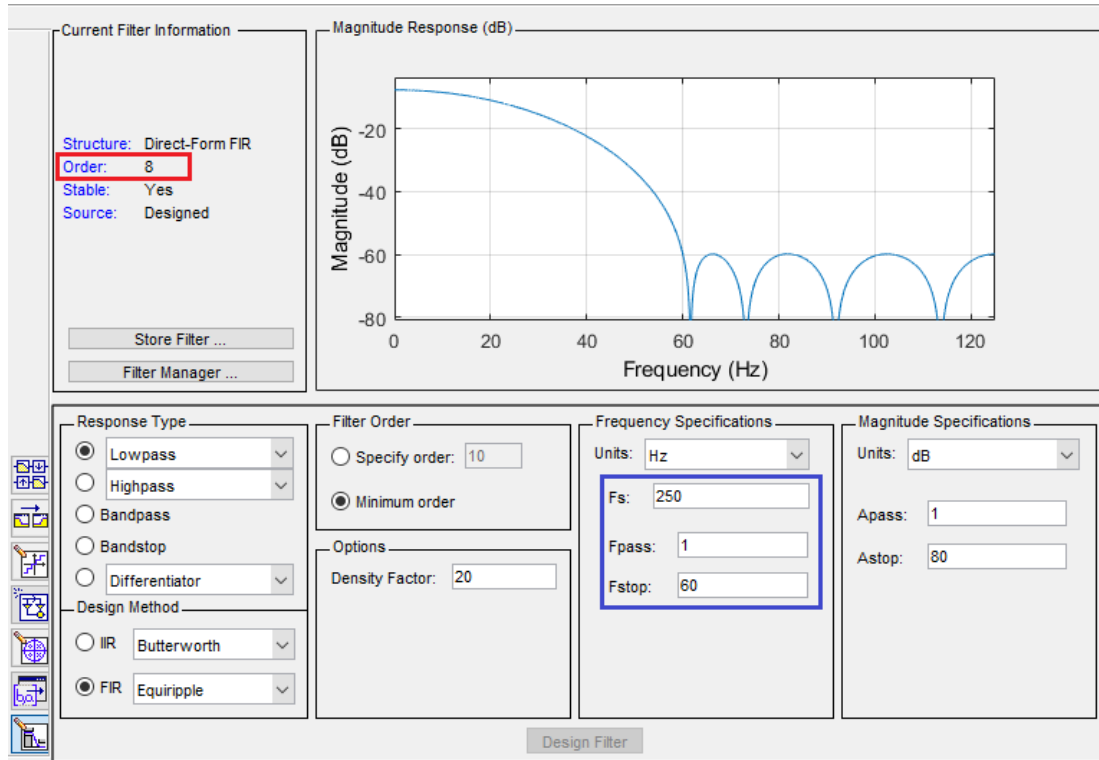 Current Filter Information
Structure: Direct-Form FIR
Order: 8
Stable: Yes
Source: Designed
Store Filter ...
Filter Manager ...
Magnitude Response (dB)
Magnitude (dB)
-20
-40
-60
-80
0 20 40 60 80 100 120
Frequency (Hz)
Response Type
Lowpass
Highpass
Bandpass
Bandstop
Differentiator
Design Method
IIR Butterworth
FIR Equiripple
Filter Order
Specify order: 10
Minimum order
Options
Density Factor: 20
Frequency Specifications
Units: Hz
Fs: 250
Fpass: 1
Fstop: 60
Magnitude Specifications
Units: dB
Apass: 1
Astop: 80
Design Filter